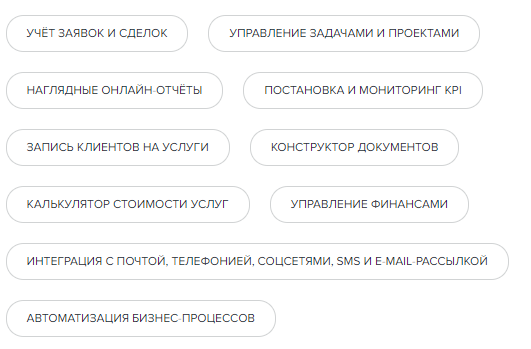 УЧЁТ ЗАЯВОК И СДЕЛОК
УПРАВЛЕНИЕ ЗАДАЧАМИ И ПРОЕКТАМИ
НАГЛЯДНЫЕ ОНЛАЙН-ОТЧЁТЫ
ПОСТАНОВКА И МОНИТОРИНГ KPI
ЗАПИСЬ КЛИЕНТОВ НА УСЛУГИ
КОНСТРУКТОР ДОКУМЕНТОВ
КАЛЬКУЛЯТОР СТОИМОСТИ УСЛУГ
УПРАВЛЕНИЕ ФИНАНСАМИ
ИНТЕГРАЦИЯ С ПОЧТОЙ, ТЕЛЕФОНИЕЙ, СОЦСЕТЯМИ, SMS И E-MAIL-РАССЫЛКОЙ
АВТОМАТИЗАЦИЯ БИЗНЕС-ПРОЦЕССОВ